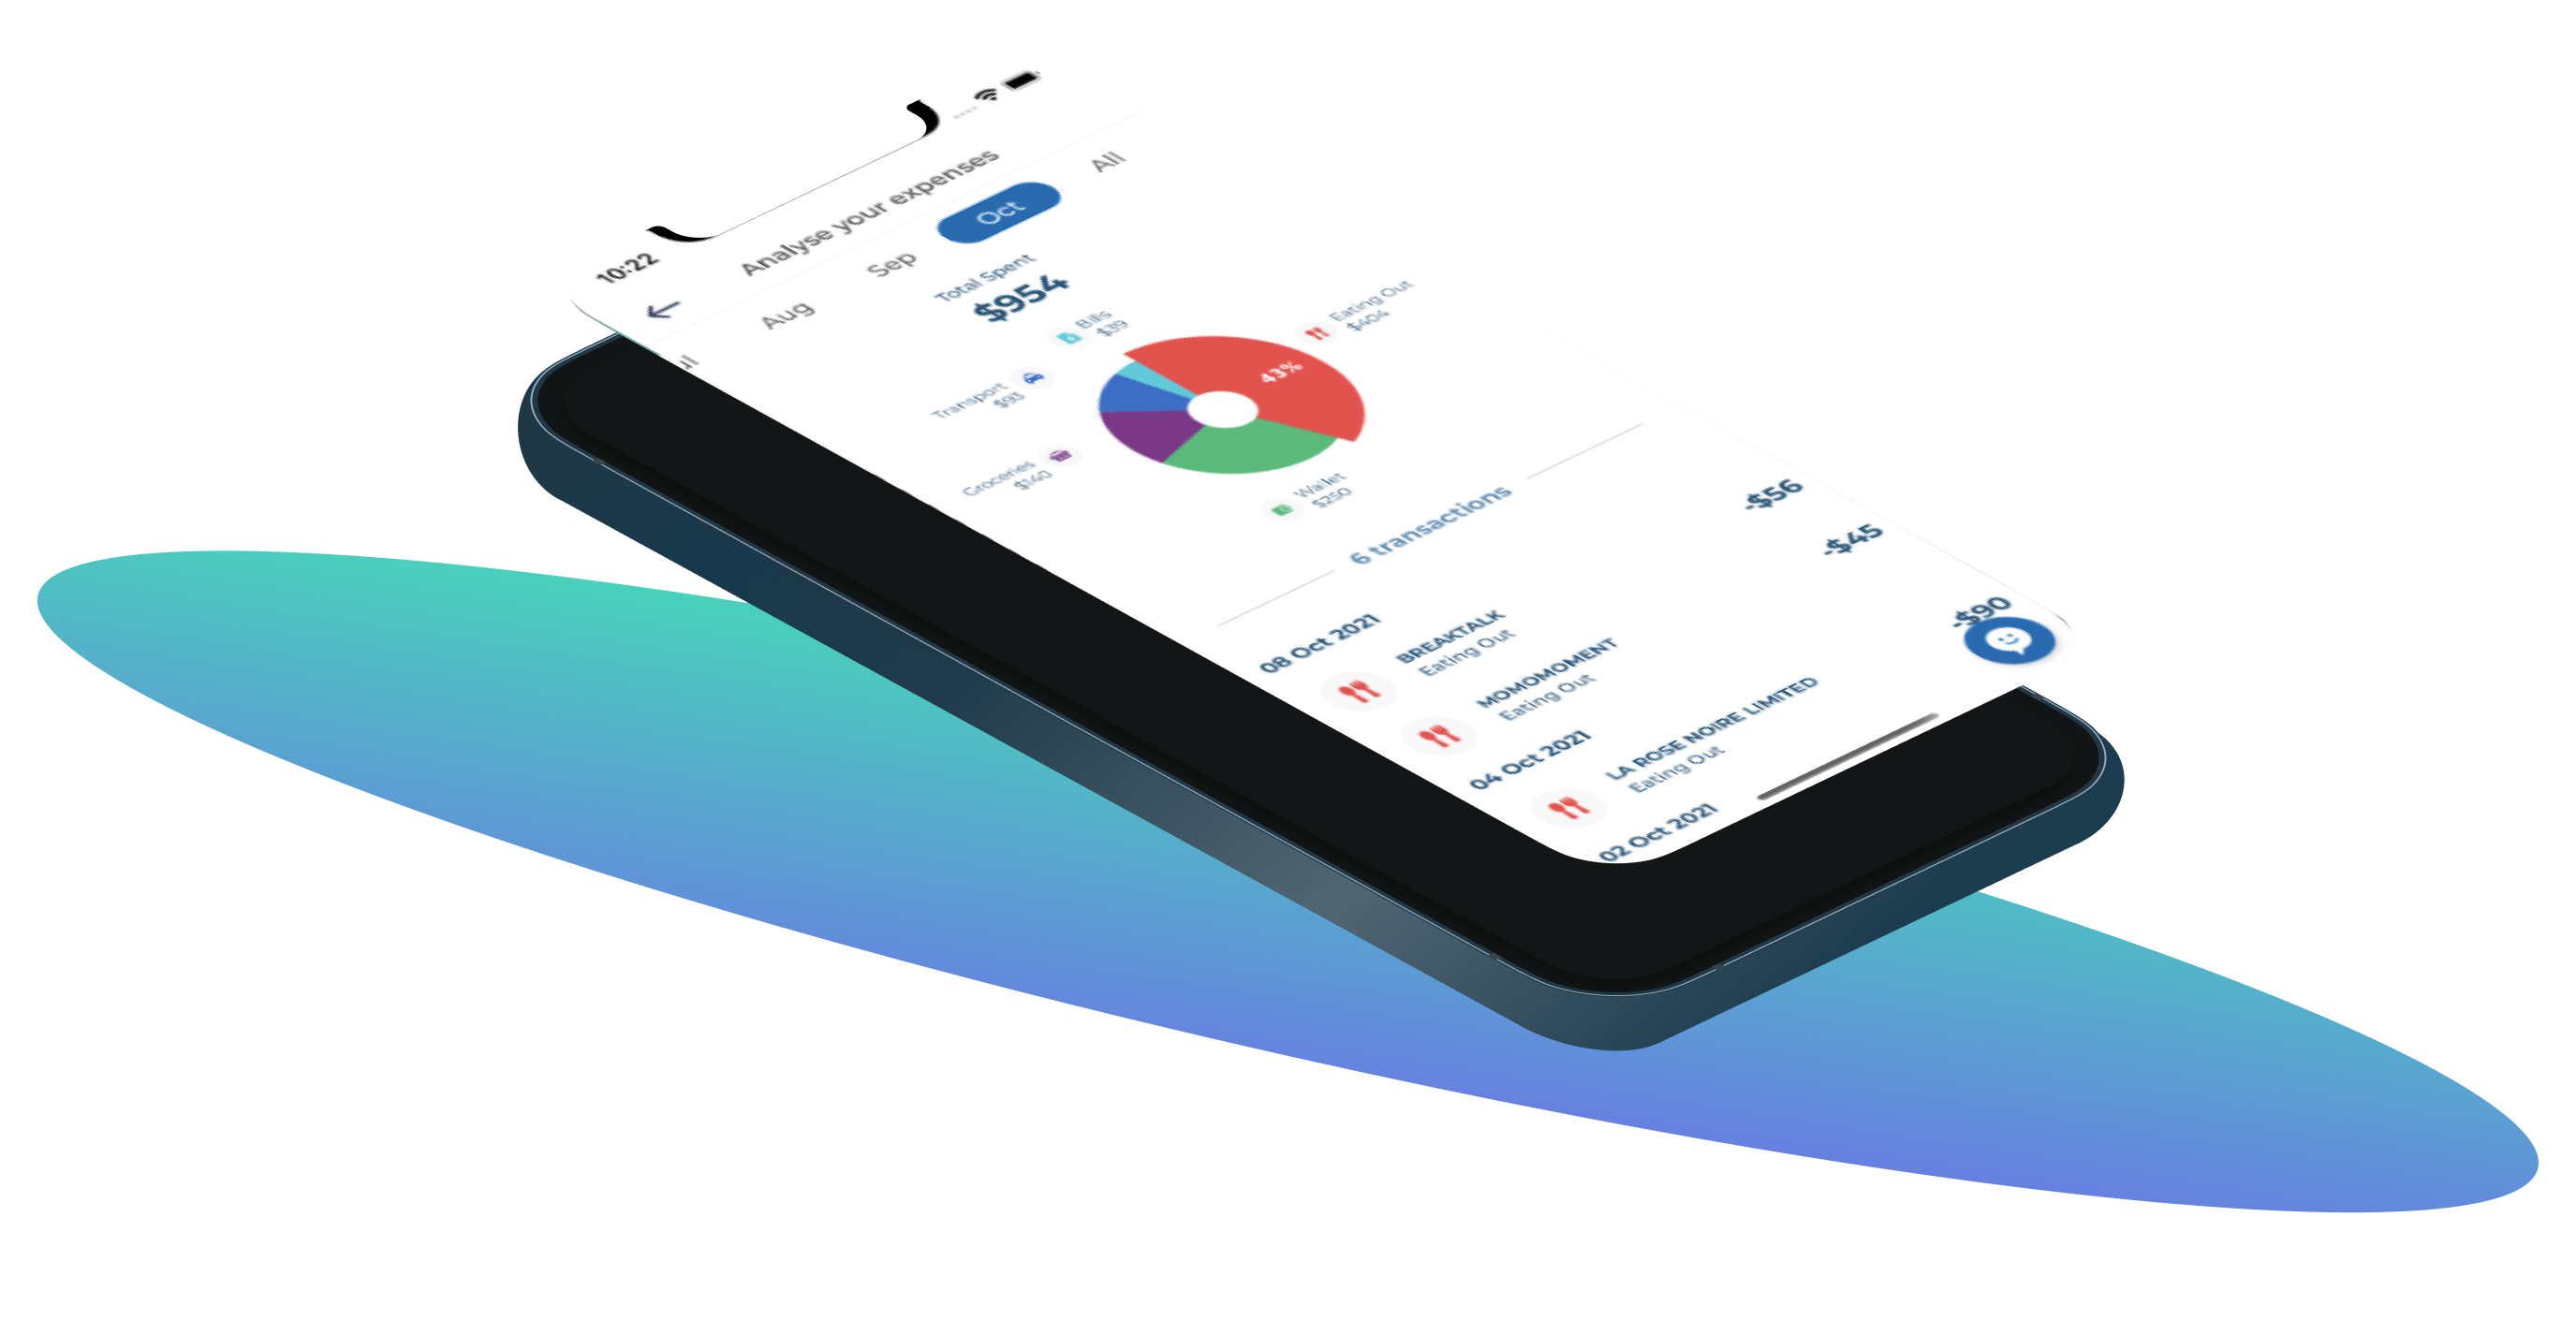 10:22
Analyse your expenses
Aug
Sep
Oct
All
Total Spent
$954
Bills
$39
Eating Out
$404
43%
Transport
$93
Groceries
$140
Wallet
$250
6 transactions
08 Oct 2021
BREAKTALK
Eating Out
-$56
MOMOMOMENT
Eating Out
-$45
04 Oct 2021
LA ROSE NOIRE LIMITED
Eating Out
-$90
02 Oct 2021